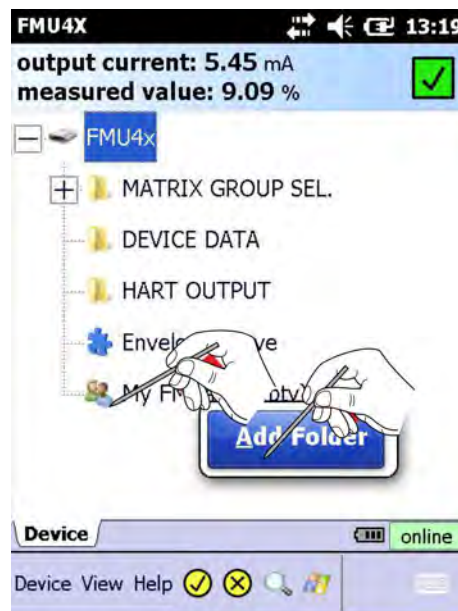 FMU4X 13:19
output current: 5.45 mA
measured value: 9.09 %
FMU4x
MATRIX GROUP SEL.
DEVICE DATA
HART OUTPUT
My
Add Folder
Device online
Device View Help